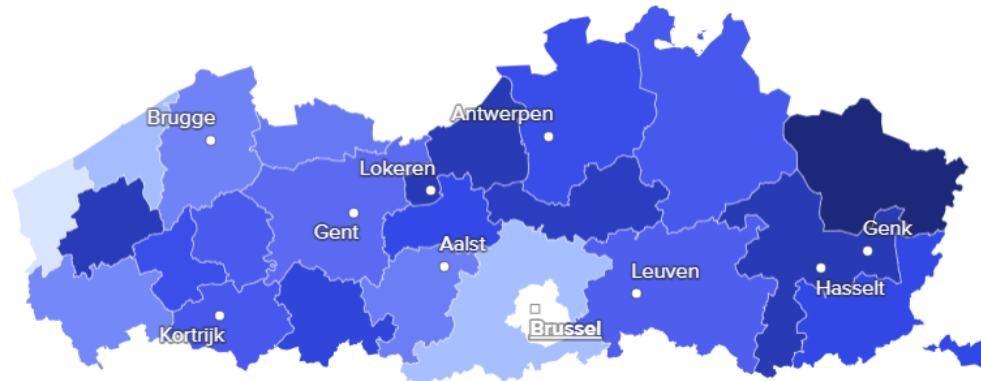 Brugge
Antwerpen
Lokeren
Gent
Aalst
Genk
Leuven
Hasselt
Kortrijk
Brussel